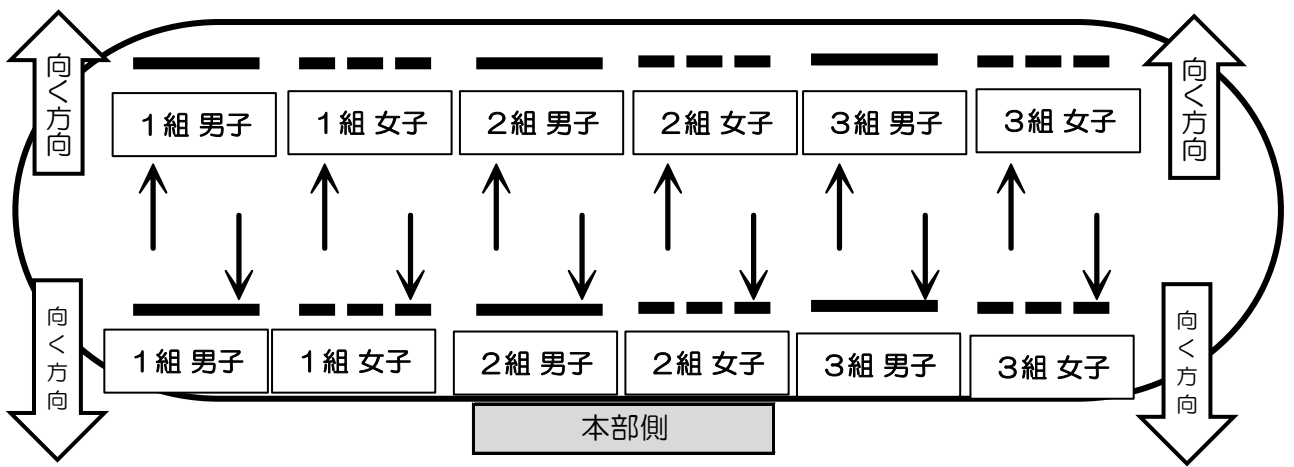 向く方向
向く方向
1組 男子
1組 女子
2組 男子
2組 女子
3組 男子
3組 女子
向く方向
向く方向
1組 男子
1組 女子
2組 男子
2組 女子
3組 男子
3組 女子
本部側